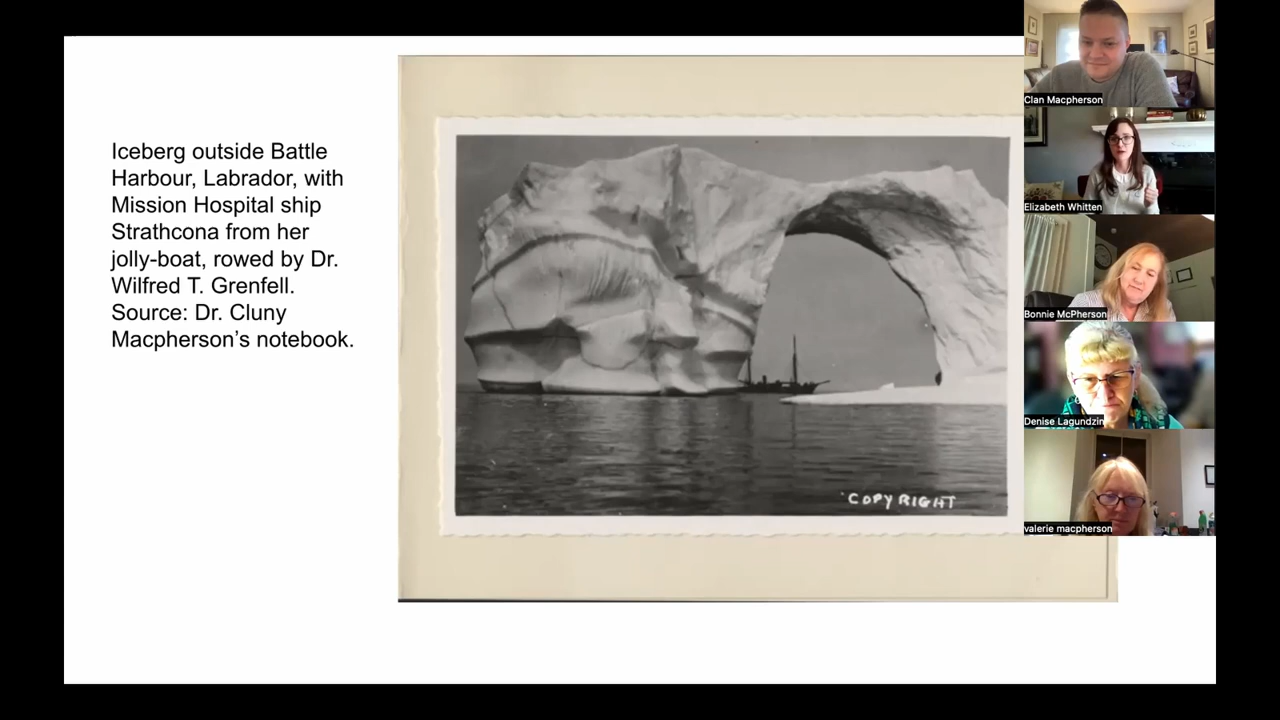 Iceberg outside Battle
Harbour, Labrador, with
Mission Hospital ship
Strathcona from her
jolly-boat, rowed by Dr.
Wilfred T. Grenfell.
Source: Dr. Cluny
Macpherson’s notebook.
COPYRIGHT
Clan Macpherson
Elizabeth Whitten
Bonnie McPherson
Denise Lagundzin
valerie macpherson